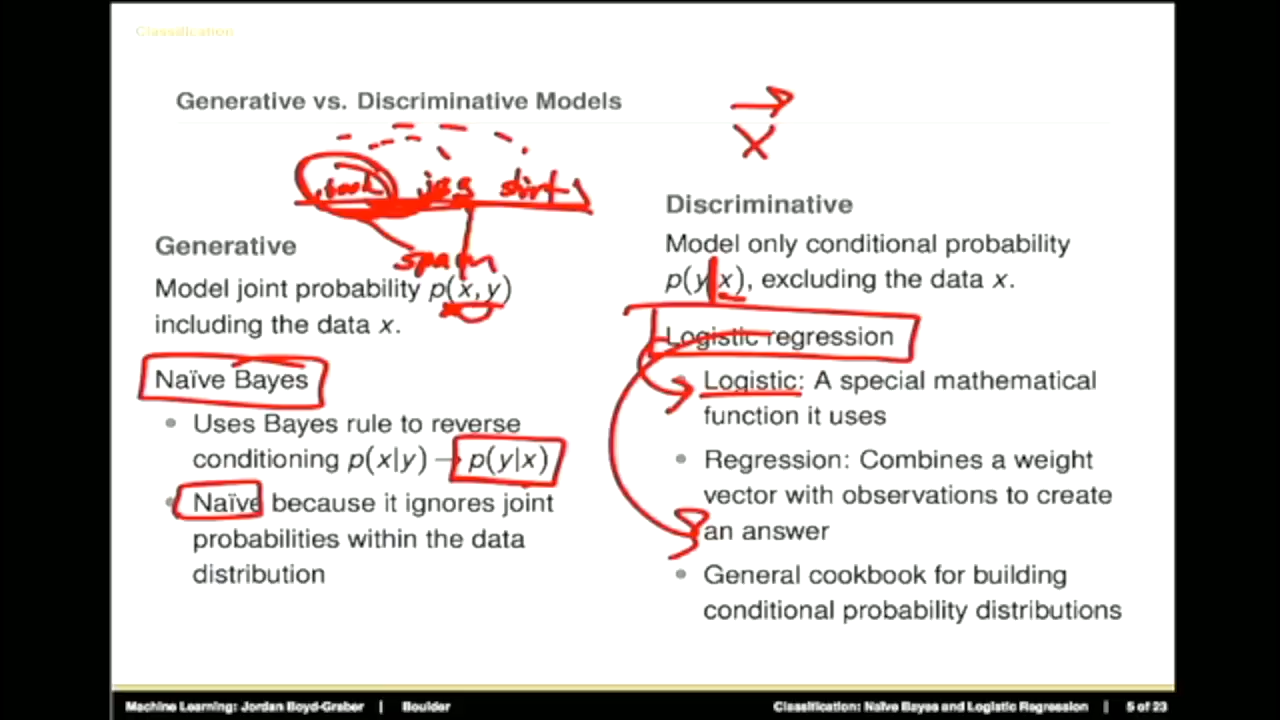 Classification
Generative vs. Discriminative Models
X
shirt
spam
Generative
Model joint probability p(x, y)
including the data x.
Naïve Bayes
• Uses Bayes rule to reverse
conditioning p(x|y) → p(y|x)
• Naïve because it ignores joint
probabilities within the data
distribution
Discriminative
Model only conditional probability
p(y|x), excluding the data x.
Logistic regression
• Logistic: A special mathematical
function it uses
• Regression: Combines a weight
vector with observations to create
an answer
• General cookbook for building
conditional probability distributions
Machine Learning: Jordan Boyd-Graber | Boulder
Classification: Naïve Bayes and Logistic Regression | 5 of 23